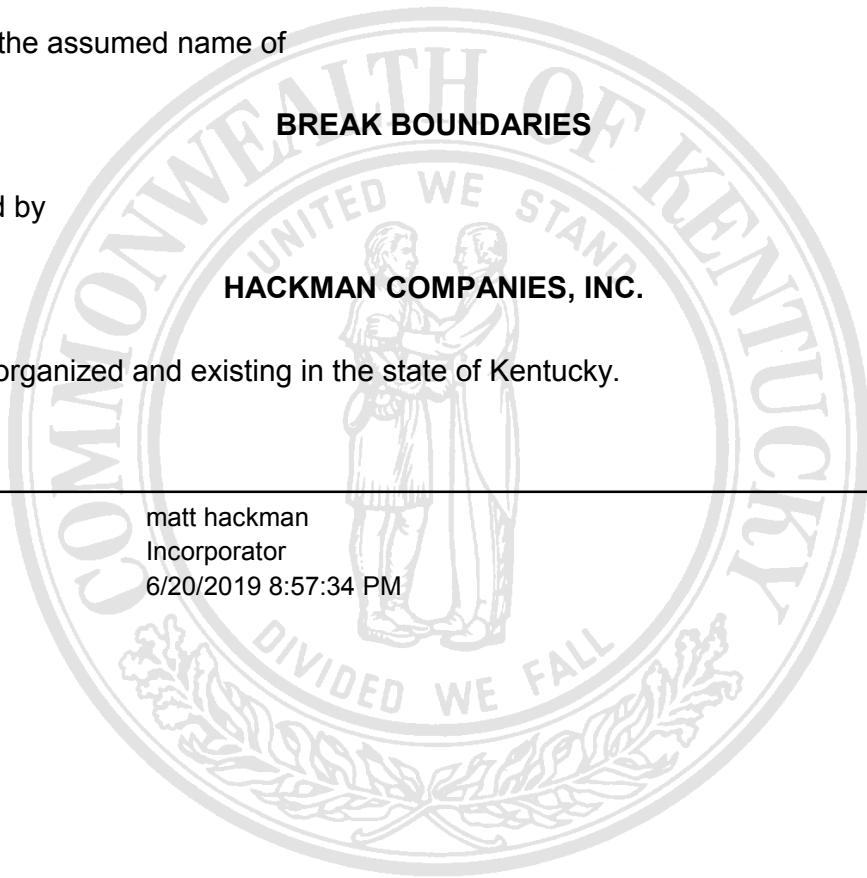 the assumed name of
BREAK BOUNDARIES
d by
HACKMAN COMPANIES, INC.
organized and existing in the state of Kentucky.
matt hackman
Incorporator
6/20/2019 8:57:34 PM
COMMONWEALTH OF KENTUCKY
UNITED WE STAND
DIVIDED WE FALL